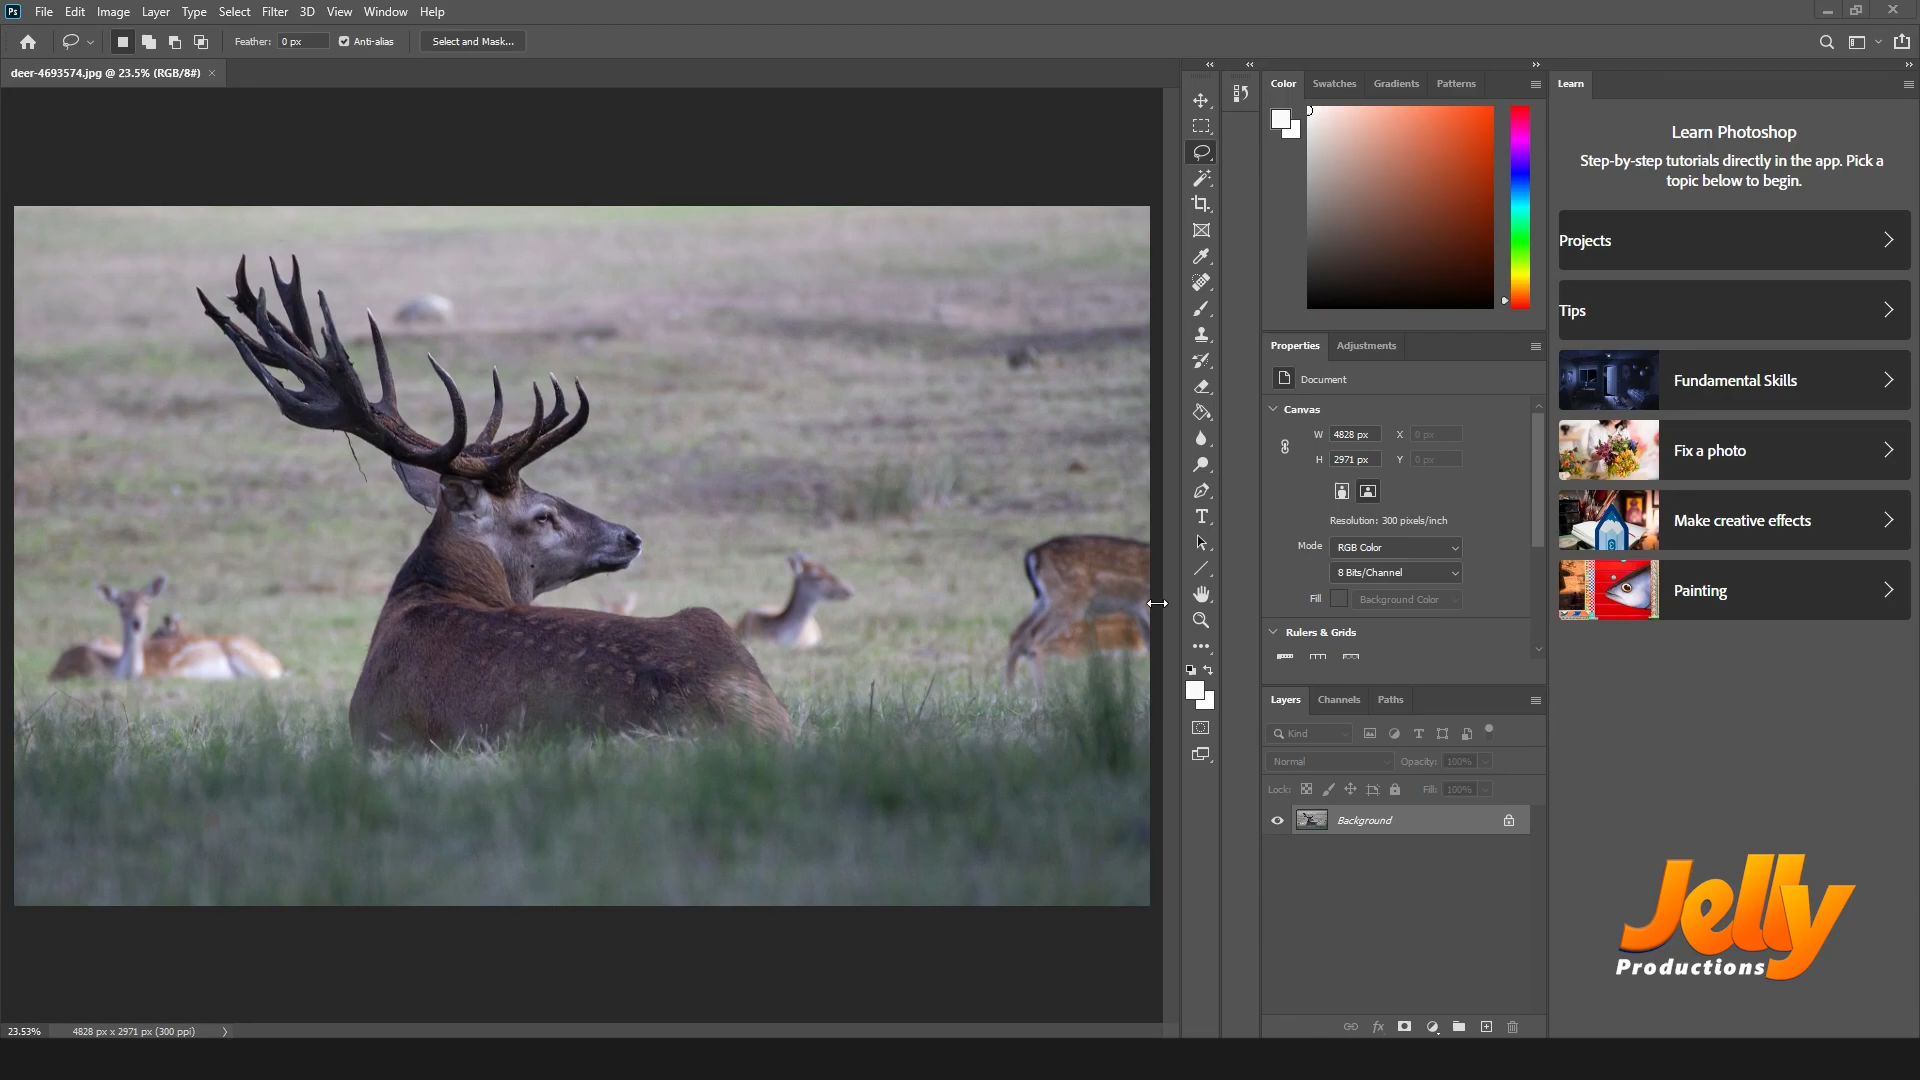 Ps File Edit Image Layer Type Select Filter 3D View Window Help
Feather: 0 px Anti-alias Select and Mask...
deer-4693574.jpg @ 23.5% (RGB/8#) ×
Color Swatches Gradients Patterns
Learn
Learn Photoshop
Step-by-step tutorials directly in the app. Pick a
topic below to begin.
Projects
Tips
Fundamental Skills
Fix a photo
Make creative effects
Painting
Properties Adjustments
Document
Canvas
W 4828 px X 0 px
H 2971 px Y 0 px
Resolution: 300 pixels/inch
Mode RGB Color
8 Bits/Channel
Fill Background Color
Rulers & Grids
Layers Channels Paths
Kind
Normal Opacity: 100%
Lock: Fill: 100%
Background
fx
Jelly
Productions
23.53% 4828 px x 2971 px (300 ppi)